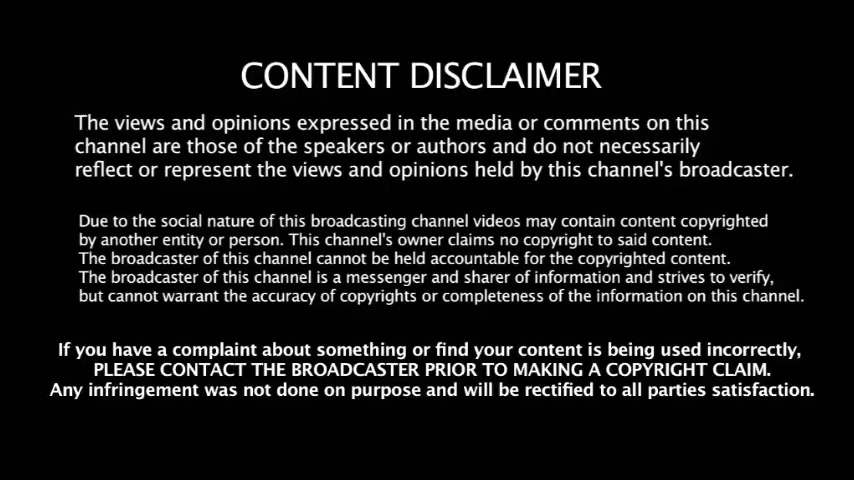 CONTENT DISCLAIMER
The views and opinions expressed in the media or comments on this
channel are those of the speakers or authors and do not necessarily
reflect or represent the views and opinions held by this channel's broadcaster.
Due to the social nature of this broadcasting channel videos may contain content copyrighted
by another entity or person. This channel's owner claims no copyright to said content.
The broadcaster of this channel cannot be held accountable for the copyrighted content.
The broadcaster of this channel is a messenger and sharer of information and strives to verify,
but cannot warrant the accuracy of copyrights or completeness of the information on this channel.
If you have a complaint about something or find your content is being used incorrectly,
PLEASE CONTACT THE BROADCASTER PRIOR TO MAKING A COPYRIGHT CLAIM.
Any infringement was not done on purpose and will be rectified to all parties satisfaction.